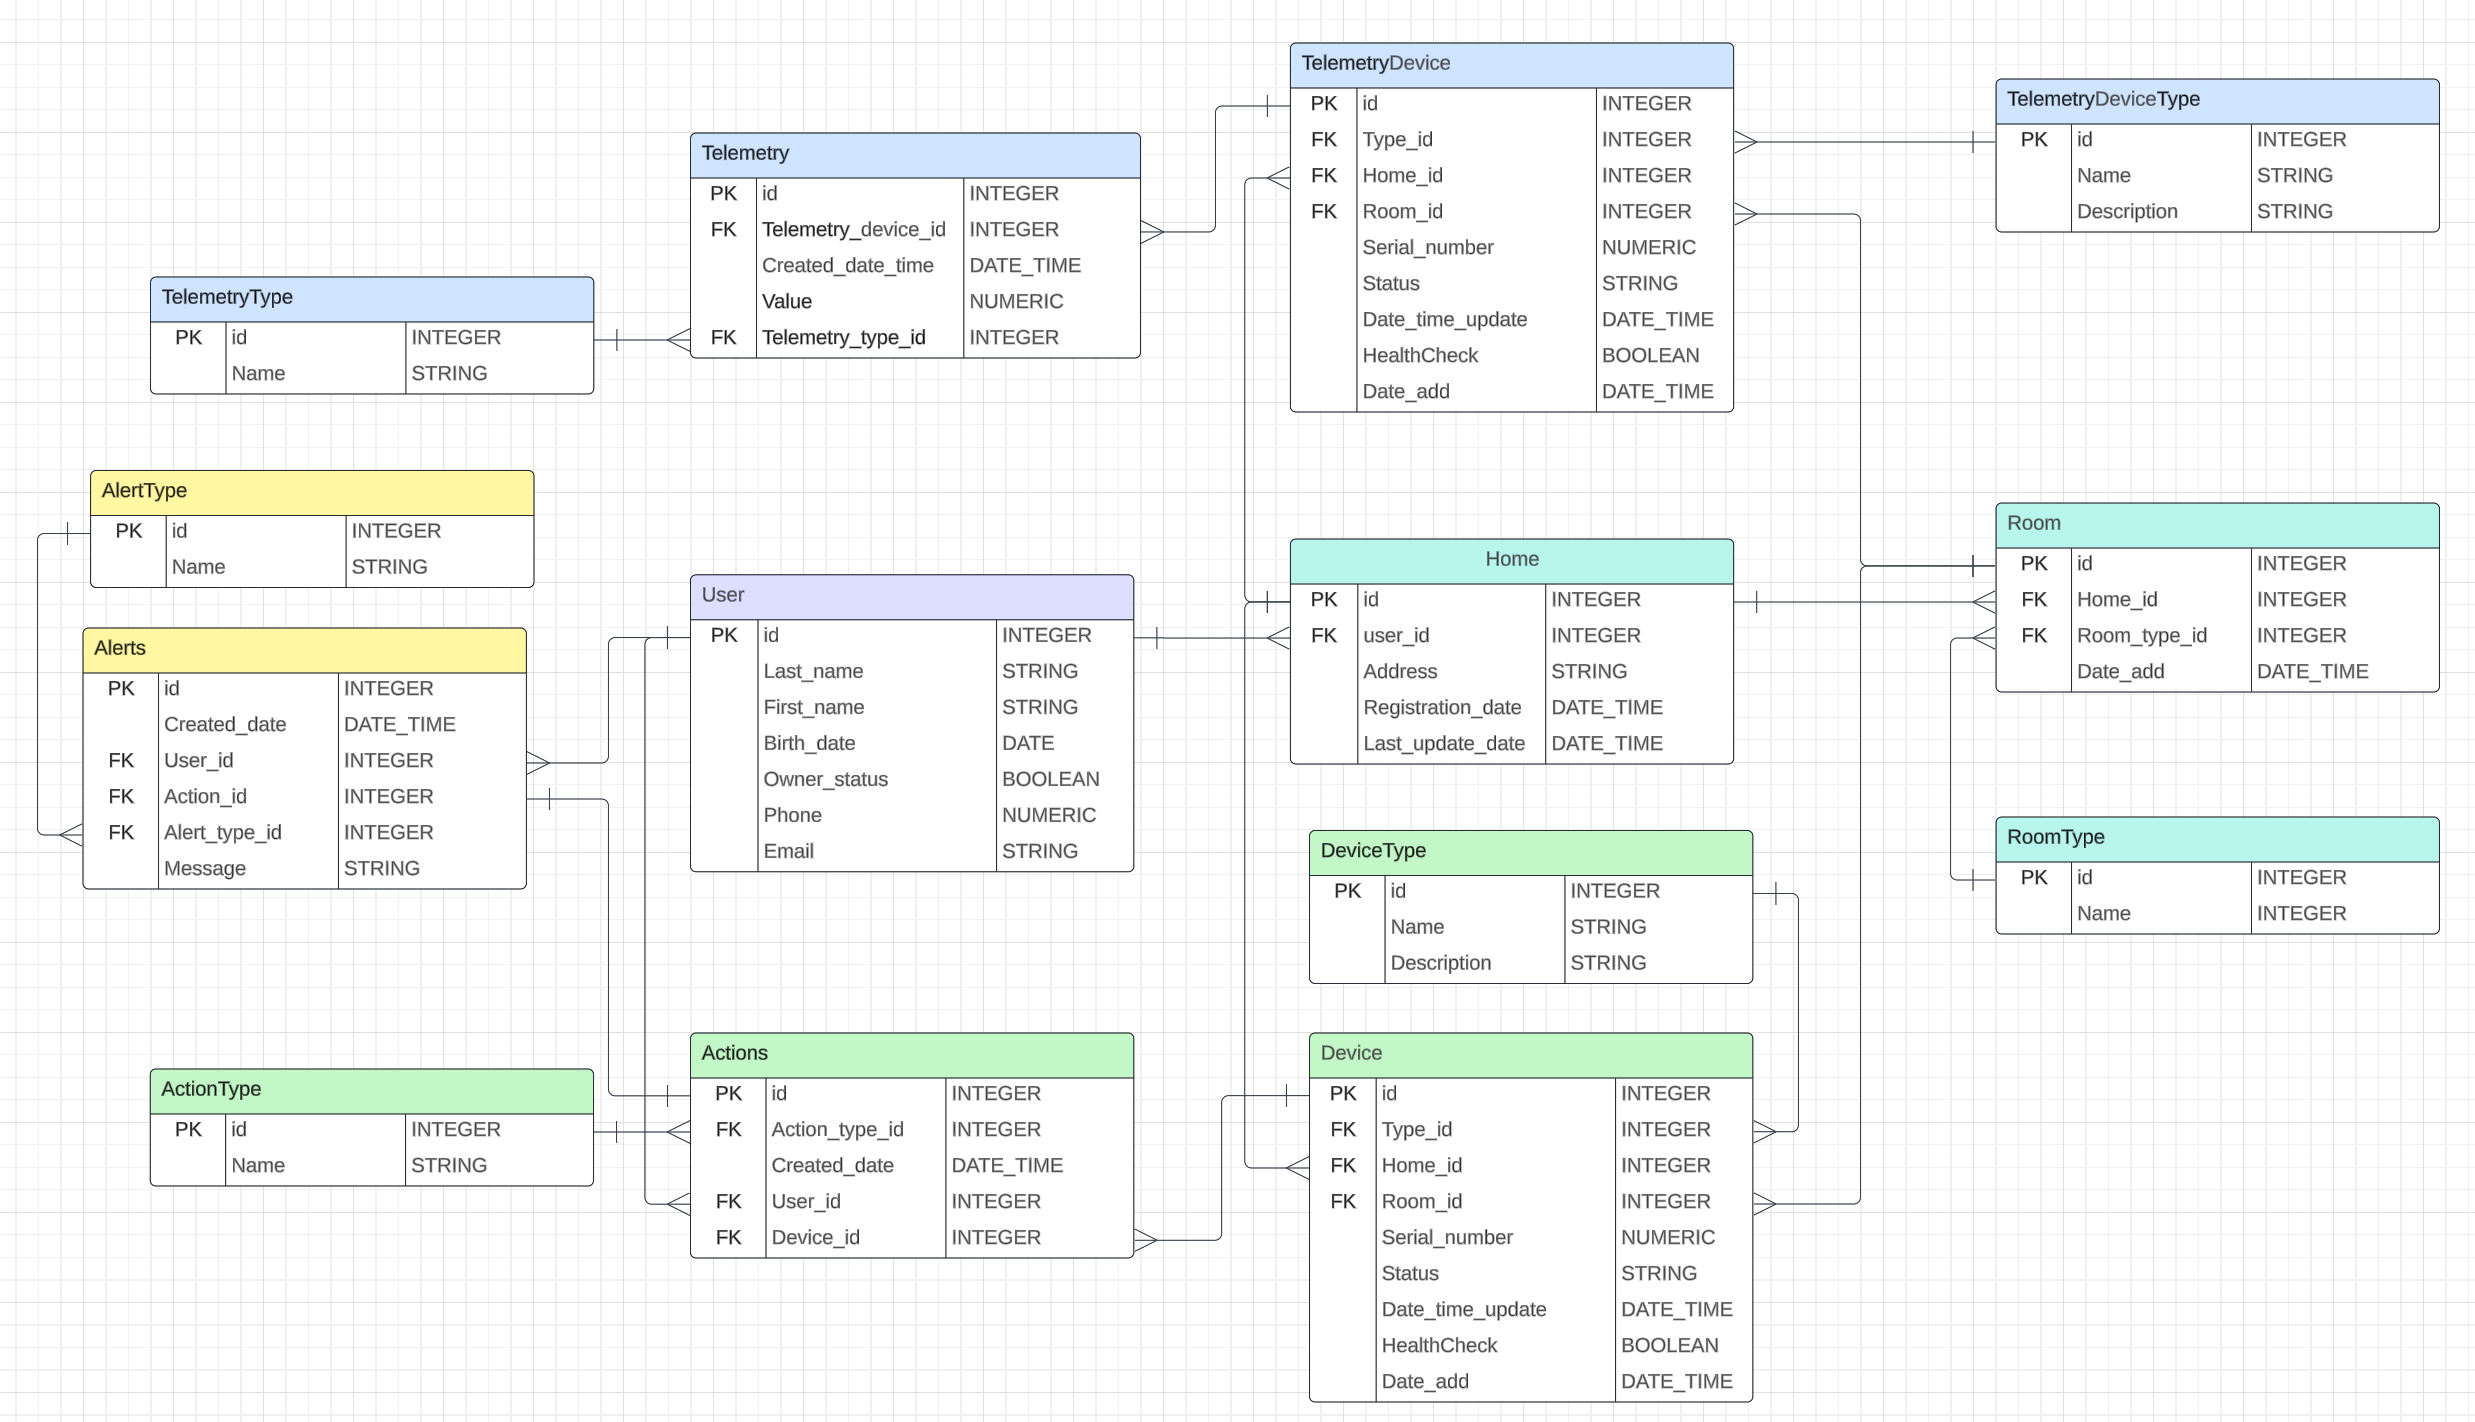 TelemetryDevice
PK id INTEGER
FK Type_id INTEGER
FK Home_id INTEGER
FK Room_id INTEGER
Serial_number NUMERIC
Status STRING
Date_time_update DATE_TIME
HealthCheck BOOLEAN
Date_add DATE_TIME
TelemetryDeviceType
PK id INTEGER
Name STRING
Description STRING
Telemetry
PK id INTEGER
FK Telemetry_device_id INTEGER
Created_date_time DATE_TIME
Value NUMERIC
FK Telemetry_type_id INTEGER
TelemetryType
PK id INTEGER
Name STRING
AlertType
PK id INTEGER
Name STRING
Alerts
PK id INTEGER
Created_date DATE_TIME
FK User_id INTEGER
FK Action_id INTEGER
FK Alert_type_id INTEGER
Message STRING
User
PK id INTEGER
Last_name STRING
First_name STRING
Birth_date DATE
Owner_status BOOLEAN
Phone NUMERIC
Email STRING
Home
PK id INTEGER
FK user_id INTEGER
Address STRING
Registration_date DATE_TIME
Last_update_date DATE_TIME
Room
PK id INTEGER
FK Home_id INTEGER
FK Room_type_id INTEGER
Date_add DATE_TIME
RoomType
PK id INTEGER
Name INTEGER
DeviceType
PK id INTEGER
Name STRING
Description STRING
ActionType
PK id INTEGER
Name STRING
Actions
PK id INTEGER
FK Action_type_id INTEGER
Created_date DATE_TIME
FK User_id INTEGER
FK Device_id INTEGER
Device
PK id INTEGER
FK Type_id INTEGER
FK Home_id INTEGER
FK Room_id INTEGER
Serial_number NUMERIC
Status STRING
Date_time_update DATE_TIME
HealthCheck BOOLEAN
Date_add DATE_TIME